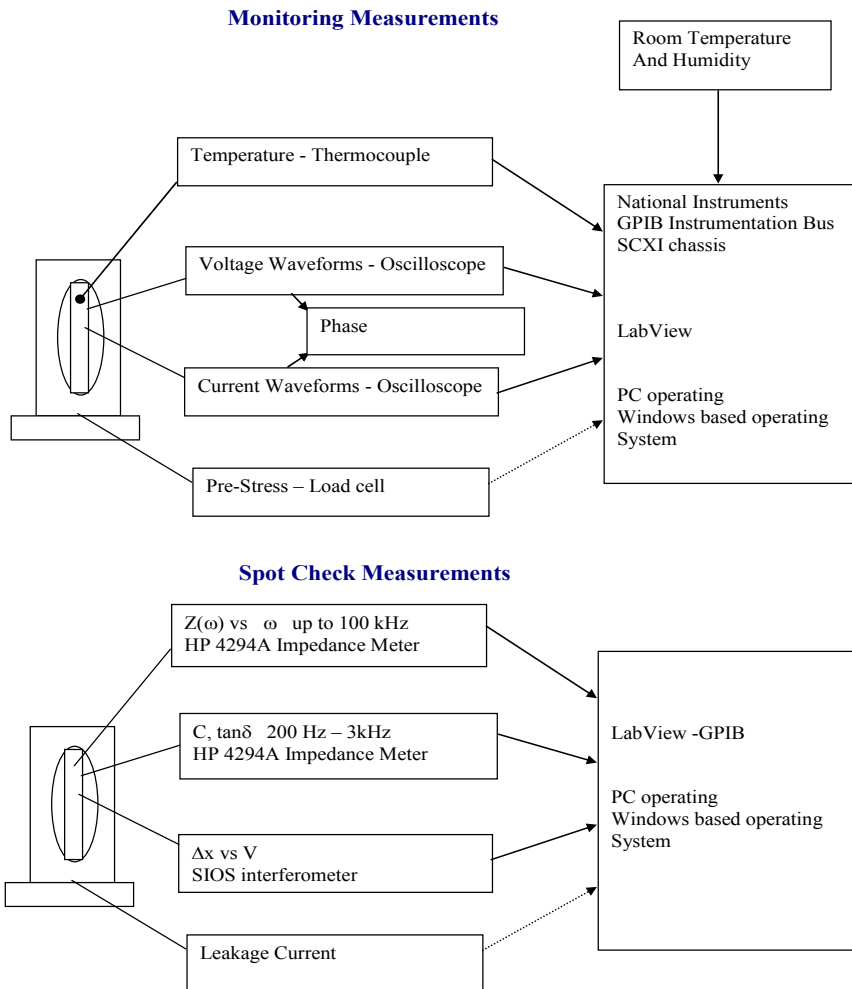 Monitoring Measurements
Room Temperature
And Humidity
Temperature - Thermocouple
National Instruments
GPIB Instrumentation Bus
SCXI chassis
Voltage Waveforms - Oscilloscope
Phase
LabView
Current Waveforms - Oscilloscope
PC operating
Windows based operating
System
Pre-Stress – Load cell
Spot Check Measurements
Z(ω) vs ω up to 100 kHz
HP 4294A Impedance Meter
C, tanδ 200 Hz – 3kHz
HP 4294A Impedance Meter
LabView -GPIB
PC operating
Windows based operating
System
Δx vs V
SIOS interferometer
Leakage Current